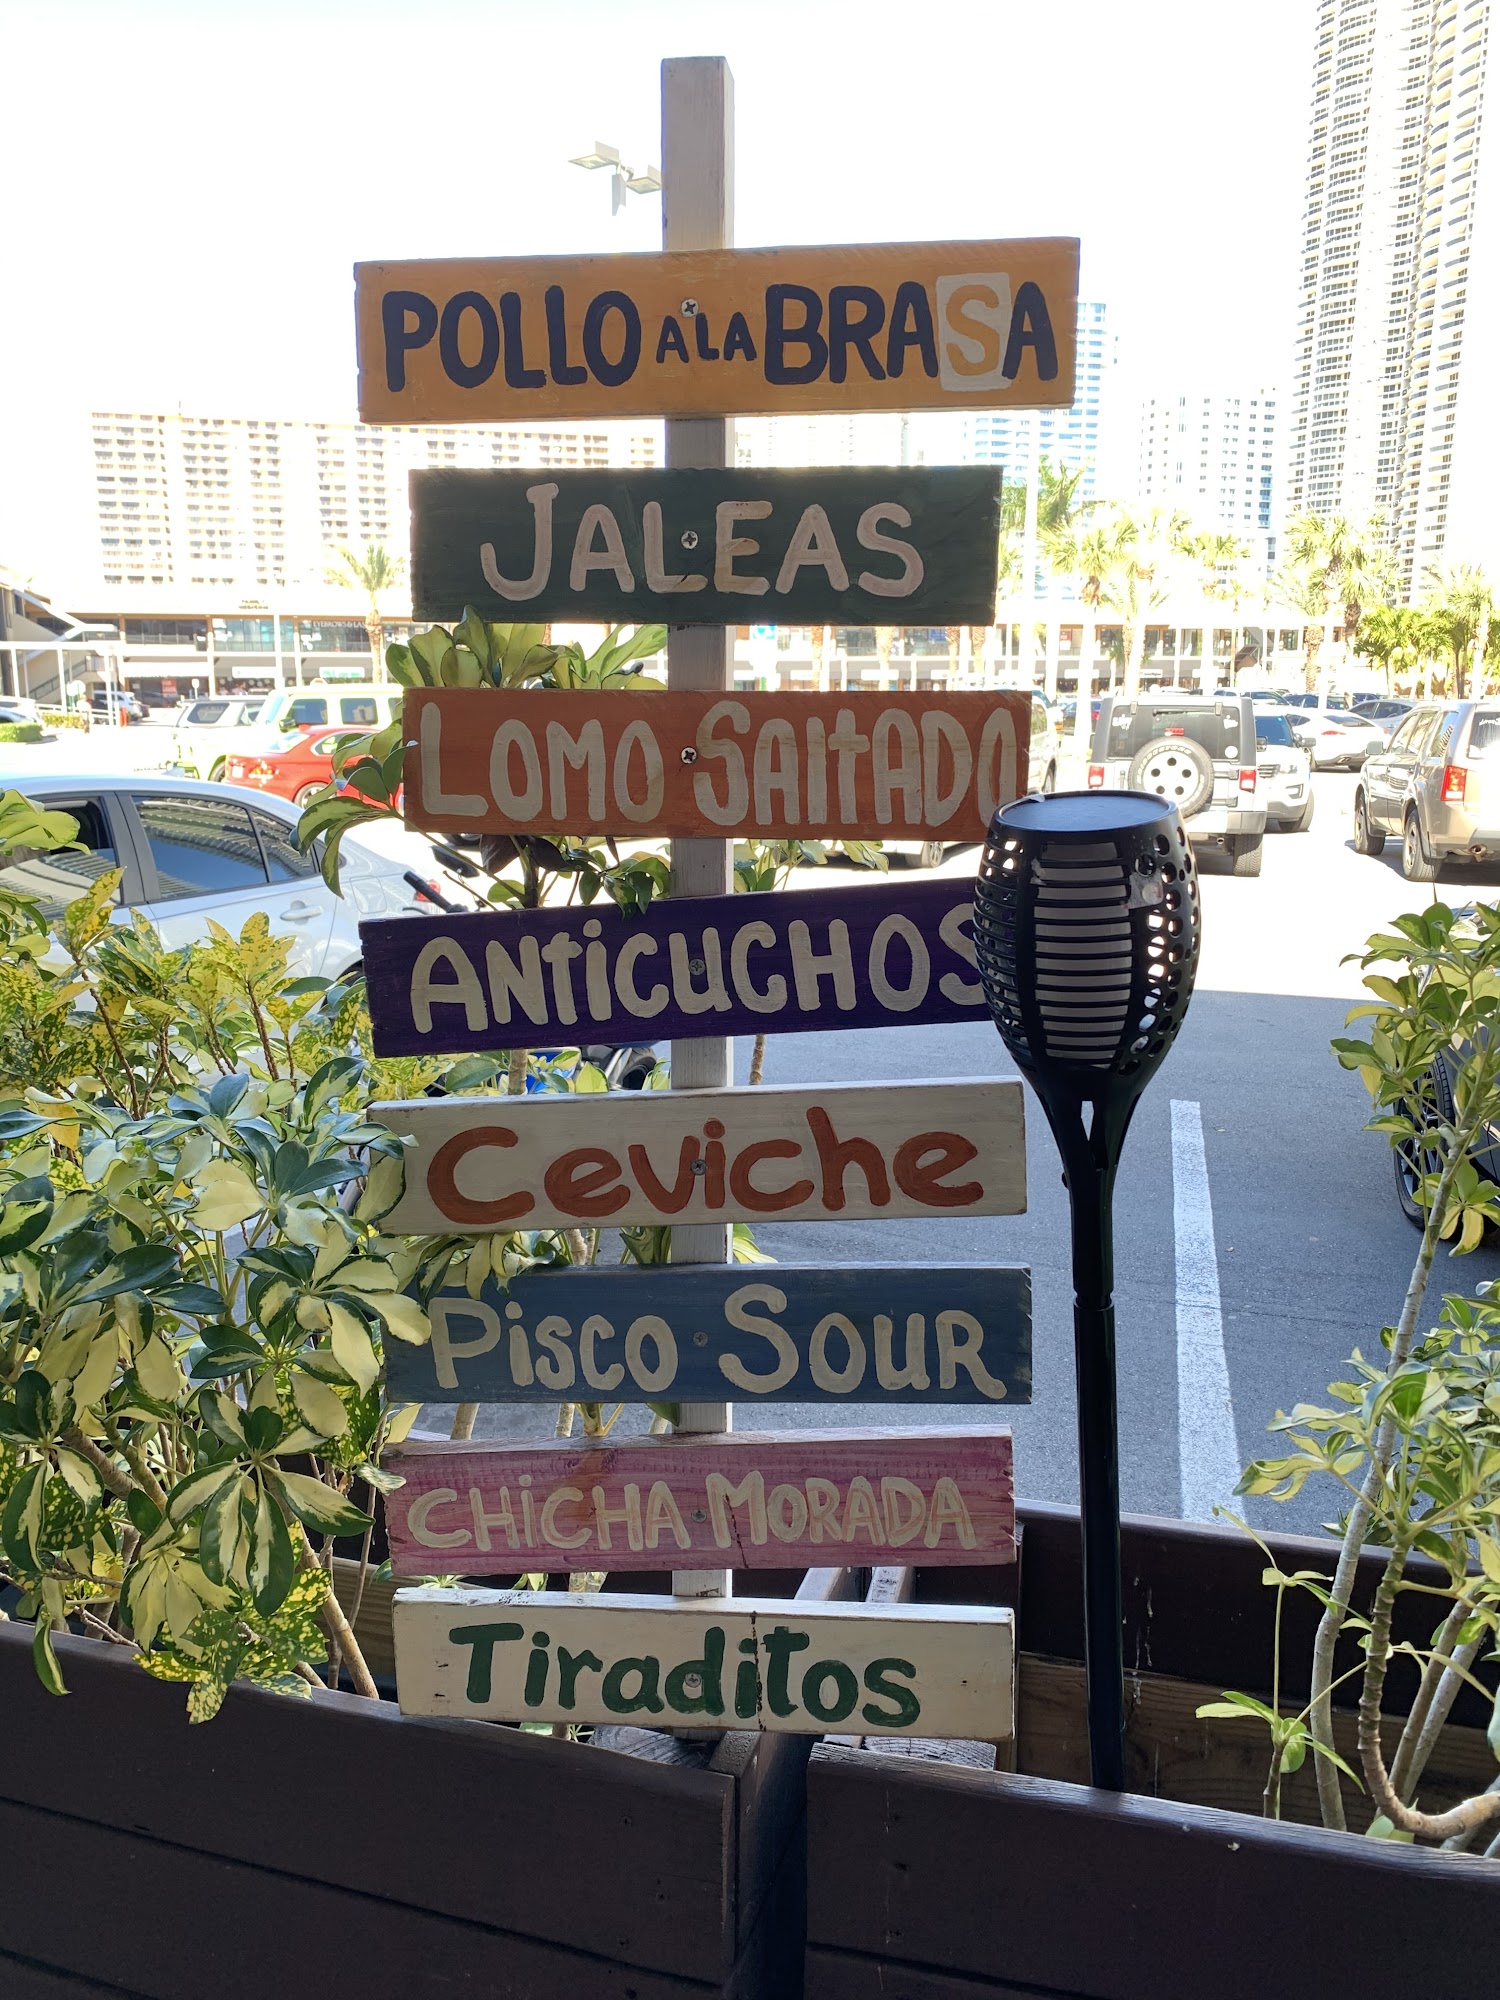 POLLO A LA BRASA
JALEAS
LOMO SAltADO
ANtiCUCHOS
Ceviche
PiSCO SOUR
CHiCHA MORADA
Tiraditos